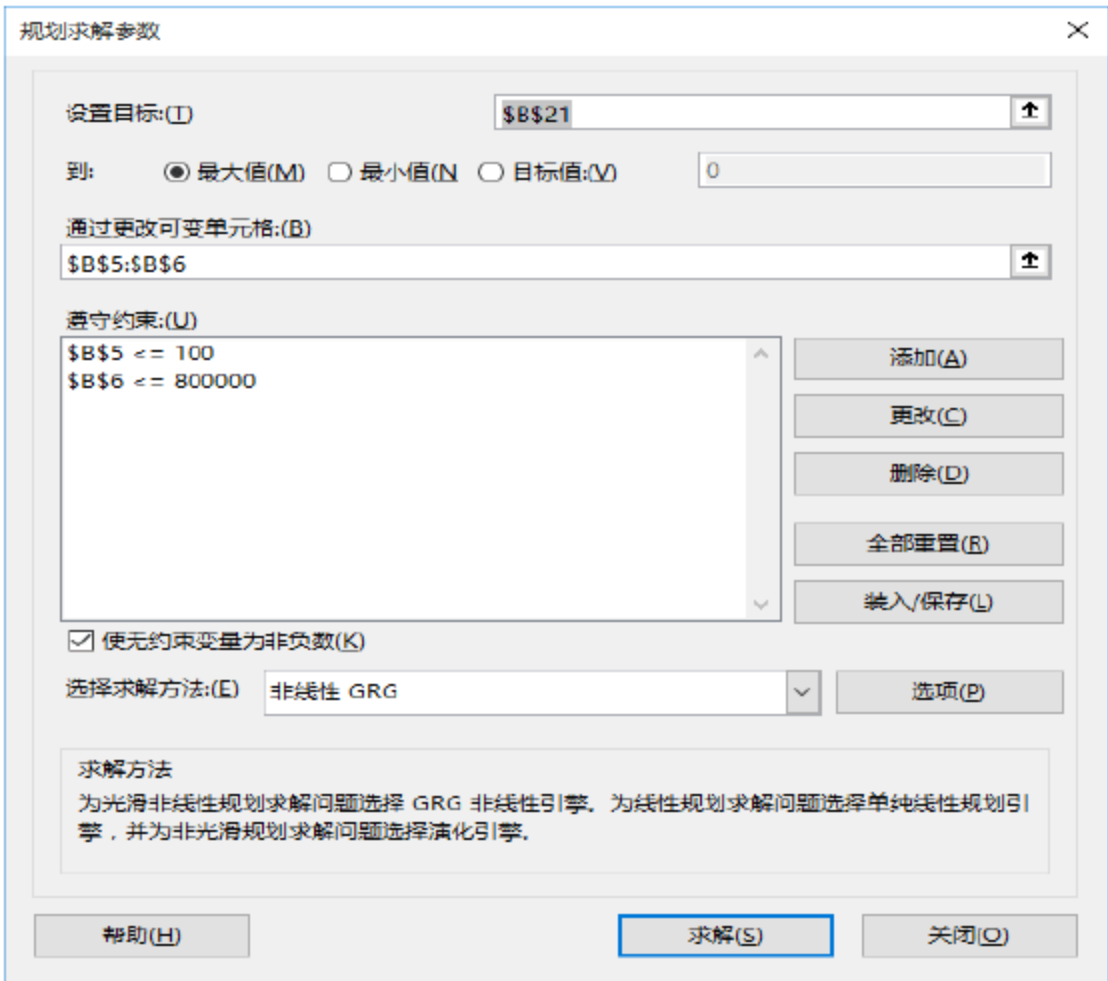 规划求解参数
设置目标:(T) $B$21
到: 最大值(M) 最小值(N 目标值:(V) 0
通过更改可变单元格:(B)
$B$5:$B$6
遵守约束:(U)
$B$5 <= 100
$B$6 <= 800000
添加(A)
更改(C)
删除(D)
全部重置(R)
装入/保存(L)
使无约束变量为非负数(K)
选择求解方法:(E) 非线性 GRG 选项(P)
求解方法
为光滑非线性规划求解问题选择 GRG 非线性引擎。为线性规划求解问题选择单纯线性规划引
擎，并为非光滑规划求解问题选择演化引擎。
帮助(H) 求解(S) 关闭(O)